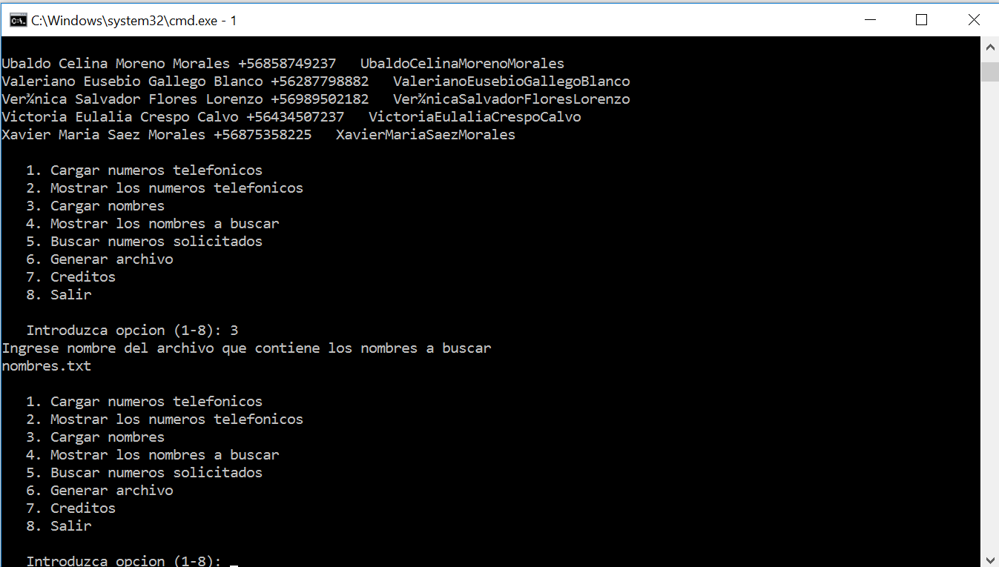 C:\Windows\system32\cmd.exe - 1
Ubaldo Celina Moreno Morales +56858749237   UbaldoCelinaMorenoMorales
Valeriano Eusebio Gallego Blanco +56287798882   ValerianoEusebioGallegoBlanco
Ver¾nica Salvador Flores Lorenzo +56989502182   Ver¾nicaSalvadorFloresLorenzo
Victoria Eulalia Crespo Calvo +56434507237   VictoriaEulaliaCrespoCalvo
Xavier Maria Saez Morales +56875358225   XavierMariaSaezMorales
1. Cargar numeros telefonicos
2. Mostrar los numeros telefonicos
3. Cargar nombres
4. Mostrar los nombres a buscar
5. Buscar numeros solicitados
6. Generar archivo
7. Creditos
8. Salir
Introduzca opcion (1-8): 3
Ingrese nombre del archivo que contiene los nombres a buscar
nombres.txt
1. Cargar numeros telefonicos
2. Mostrar los numeros telefonicos
3. Cargar nombres
4. Mostrar los nombres a buscar
5. Buscar numeros solicitados
6. Generar archivo
7. Creditos
8. Salir
Introduzca opcion (1-8): _